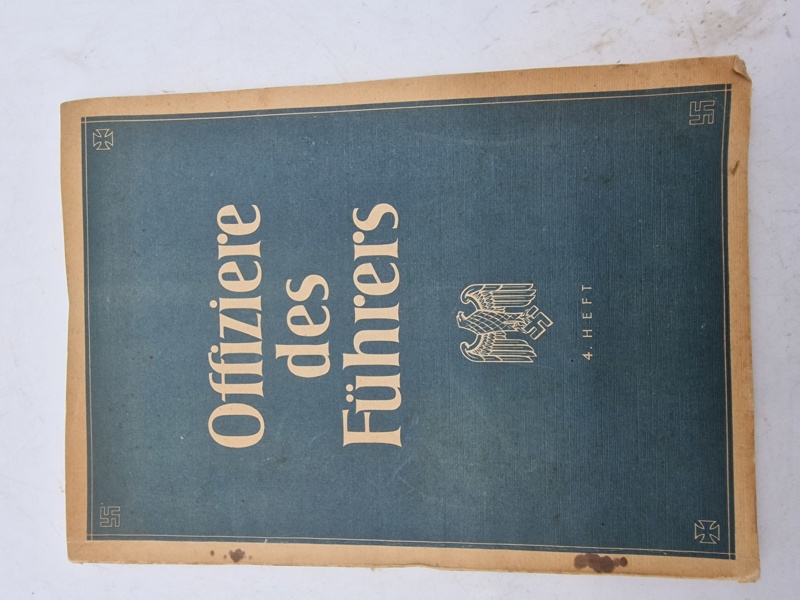 Offiziere
des
Führers
4. HEFT